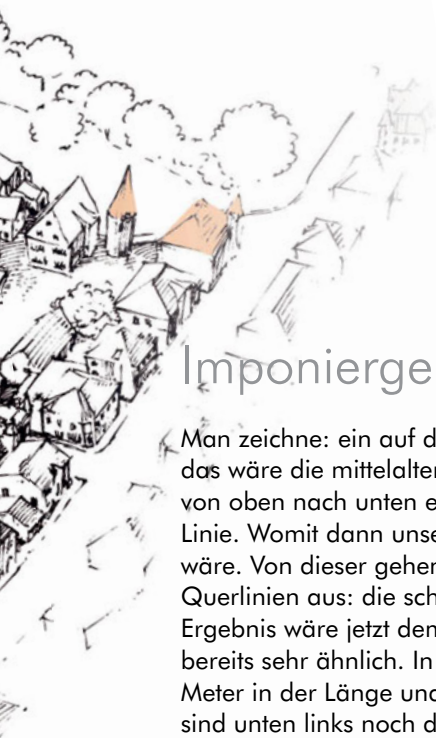 Imponierge
Man zeichne: ein auf d
das wäre die mittelalter
von oben nach unten e
Linie. Womit dann unse
wäre. Von dieser gehen
Querlinien aus: die sch
Ergebnis wäre jetzt den
bereits sehr ähnlich. In
Meter in der Länge und
sind unten links noch d